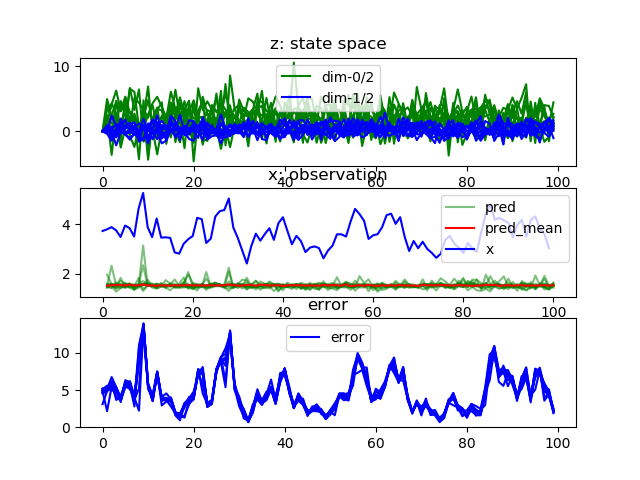 z: state space
10
0
dim-0/2
dim-1/2
0 20 40 60 80 100
x: observation
4
2
pred
pred_mean
x
0 20 40 60 80 100
error
10
5
0
error
0 20 40 60 80 100